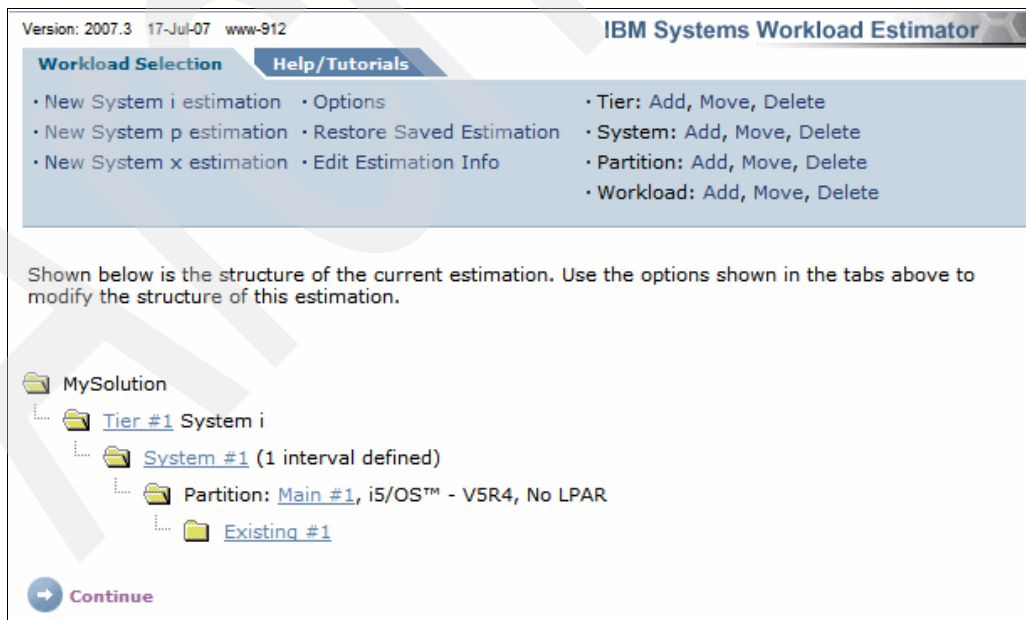 Version: 2007.3 17-Jul-07 www-912
IBM Systems Workload Estimator
Workload Selection Help/Tutorials
· New System i estimation · Options · Tier: Add, Move, Delete
· New System p estimation · Restore Saved Estimation · System: Add, Move, Delete
· New System x estimation · Edit Estimation Info · Partition: Add, Move, Delete
· Workload: Add, Move, Delete
Shown below is the structure of the current estimation. Use the options shown in the tabs above to
modify the structure of this estimation.
MySolution
Tier #1 System i
System #1 (1 interval defined)
Partition: Main #1, i5/OS™ - V5R4, No LPAR
Existing #1
Continue